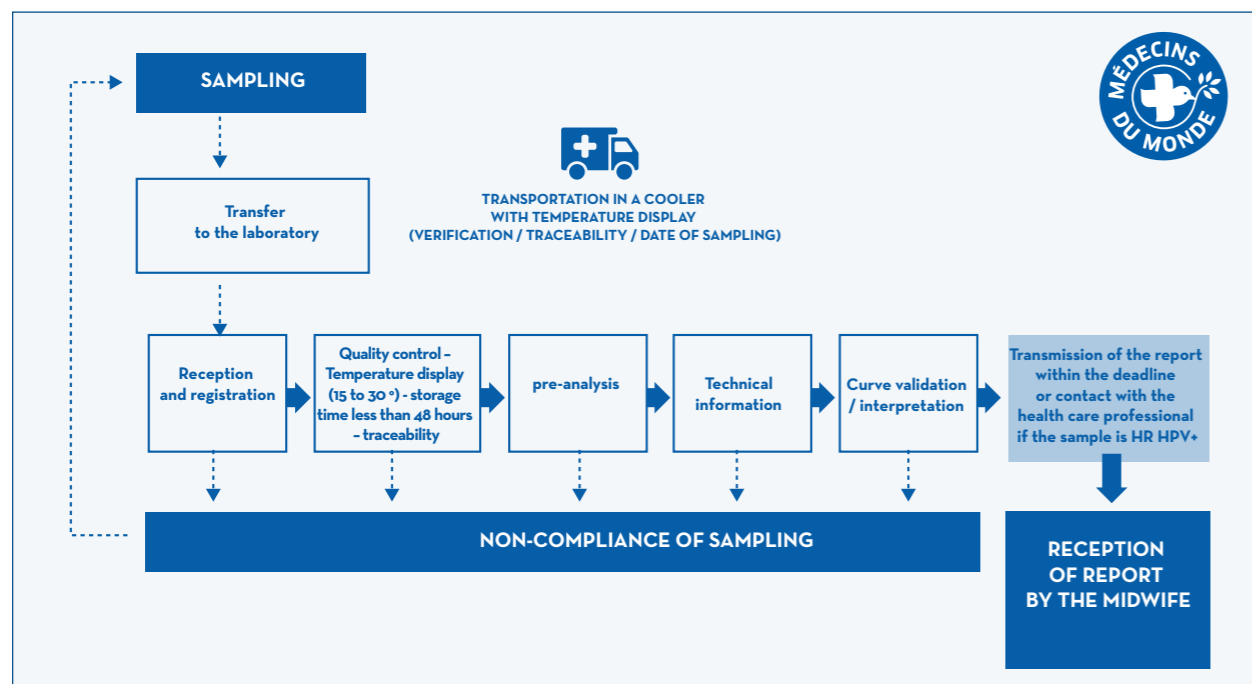 SAMPLING
MÉDECINS
DU MONDE
Transfer
to the laboratory
TRANSPORTATION IN A COOLER
WITH TEMPERATURE DISPLAY
(VERIFICATION / TRACEABILITY / DATE OF SAMPLING)
Reception
and registration
Quality control –
Temperature display
(15 to 30 º) - storage
time less than 48 hours
– traceability
pre-analysis
Technical
information
Curve validation
/ interpretation
Transmission of the report
within the deadline
or contact with the
health care professional
if the sample is HR HPV+
NON-COMPLIANCE OF SAMPLING
RECEPTION
OF REPORT
BY THE MIDWIFE